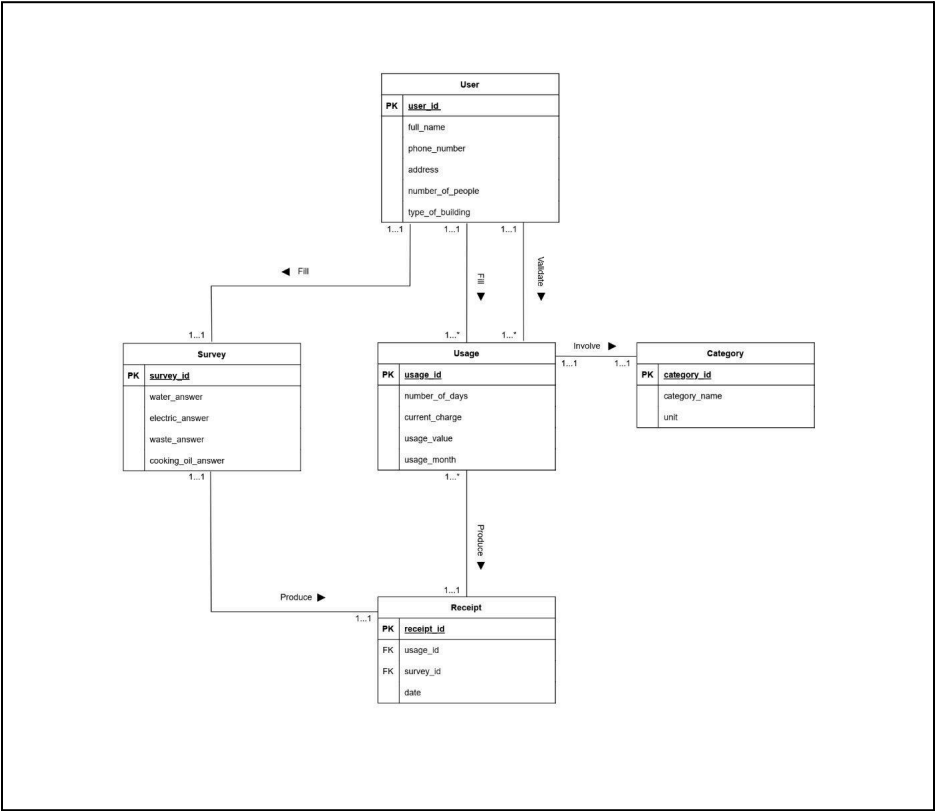 User
PK user_id
full_name
phone_number
address
number_of_people
type_of_building
1...1 1...1 1...1
◄ Fill
Fill ▼
Validate ▼
1...1
1...* 1...*
Survey
PK survey_id
water_answer
electric_answer
waste_answer
cooking_oil_answer
1...1
Usage
PK usage_id
number_of_days
current_charge
usage_value
usage_month
1...*
Involve ►
1...1 1...1
Category
PK category_id
category_name
unit
Produce ▼
Produce ►
1...1
1...1
Receipt
PK receipt_id
FK usage_id
FK survey_id
date